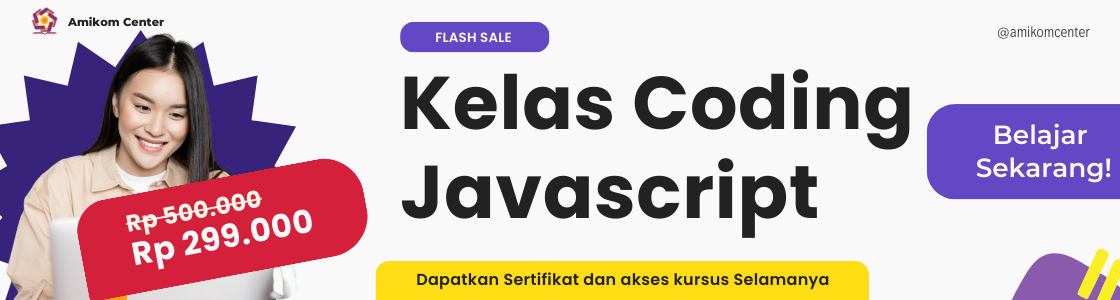 Amikom Center
FLASH SALE
@amikomcenter
Kelas Coding
Javascript
Belajar
Sekarang!
Rp 500.000
Rp 299.000
Dapatkan Sertifikat dan akses kursus Selamanya